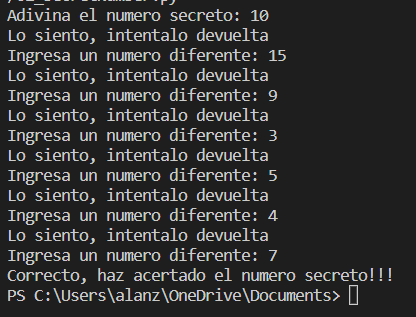 Adivina el numero secreto: 10
Lo siento, intentalo devuelta
Ingresa un numero diferente: 15
Lo siento, intentalo devuelta
Ingresa un numero diferente: 9
Lo siento, intentalo devuelta
Ingresa un numero diferente: 3
Lo siento, intentalo devuelta
Ingresa un numero diferente: 5
Lo siento, intentalo devuelta
Ingresa un numero diferente: 4
Lo siento, intentalo devuelta
Ingresa un numero diferente: 7
Correcto, haz acertado el numero secreto!!!
PS C:\Users\alanz\OneDrive\Documents>